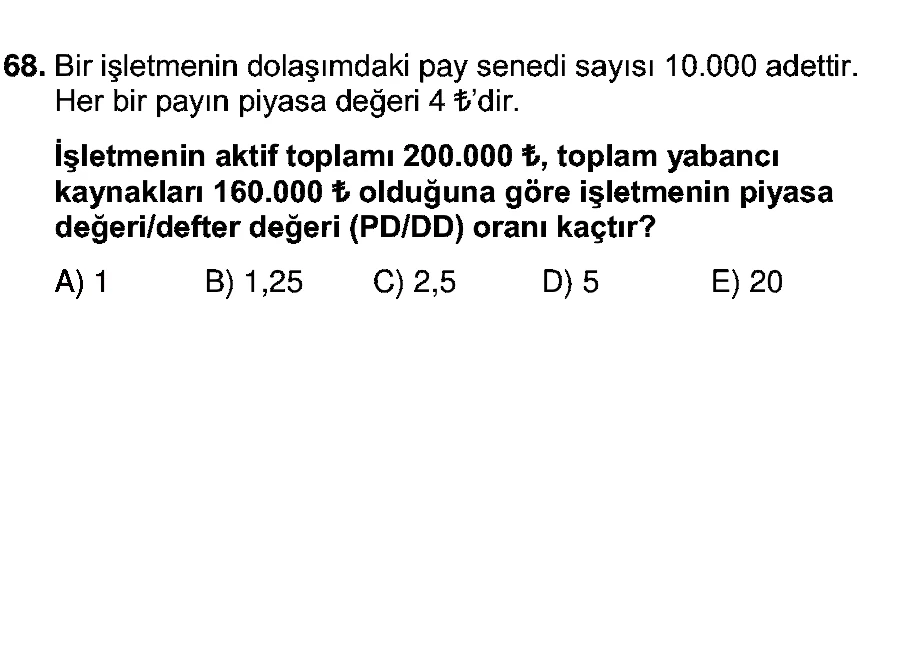 68. Bir işletmenin dolaşımdaki pay senedi sayısı 10.000 adettir.
Her bir payın piyasa değeri 4 ₺’dir.
İşletmenin aktif toplamı 200.000 ₺, toplam yabancı
kaynakları 160.000 ₺ olduğuna göre işletmenin piyasa
değeri/defter değeri (PD/DD) oranı kaçtır?
A) 1 B) 1,25 C) 2,5 D) 5 E) 20